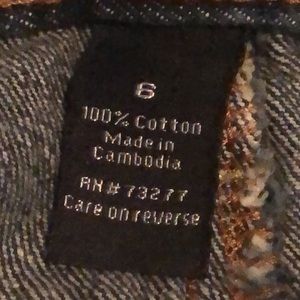 6
100% Cotton
Made in
Cambodia
RN # 73277
Care on reverse